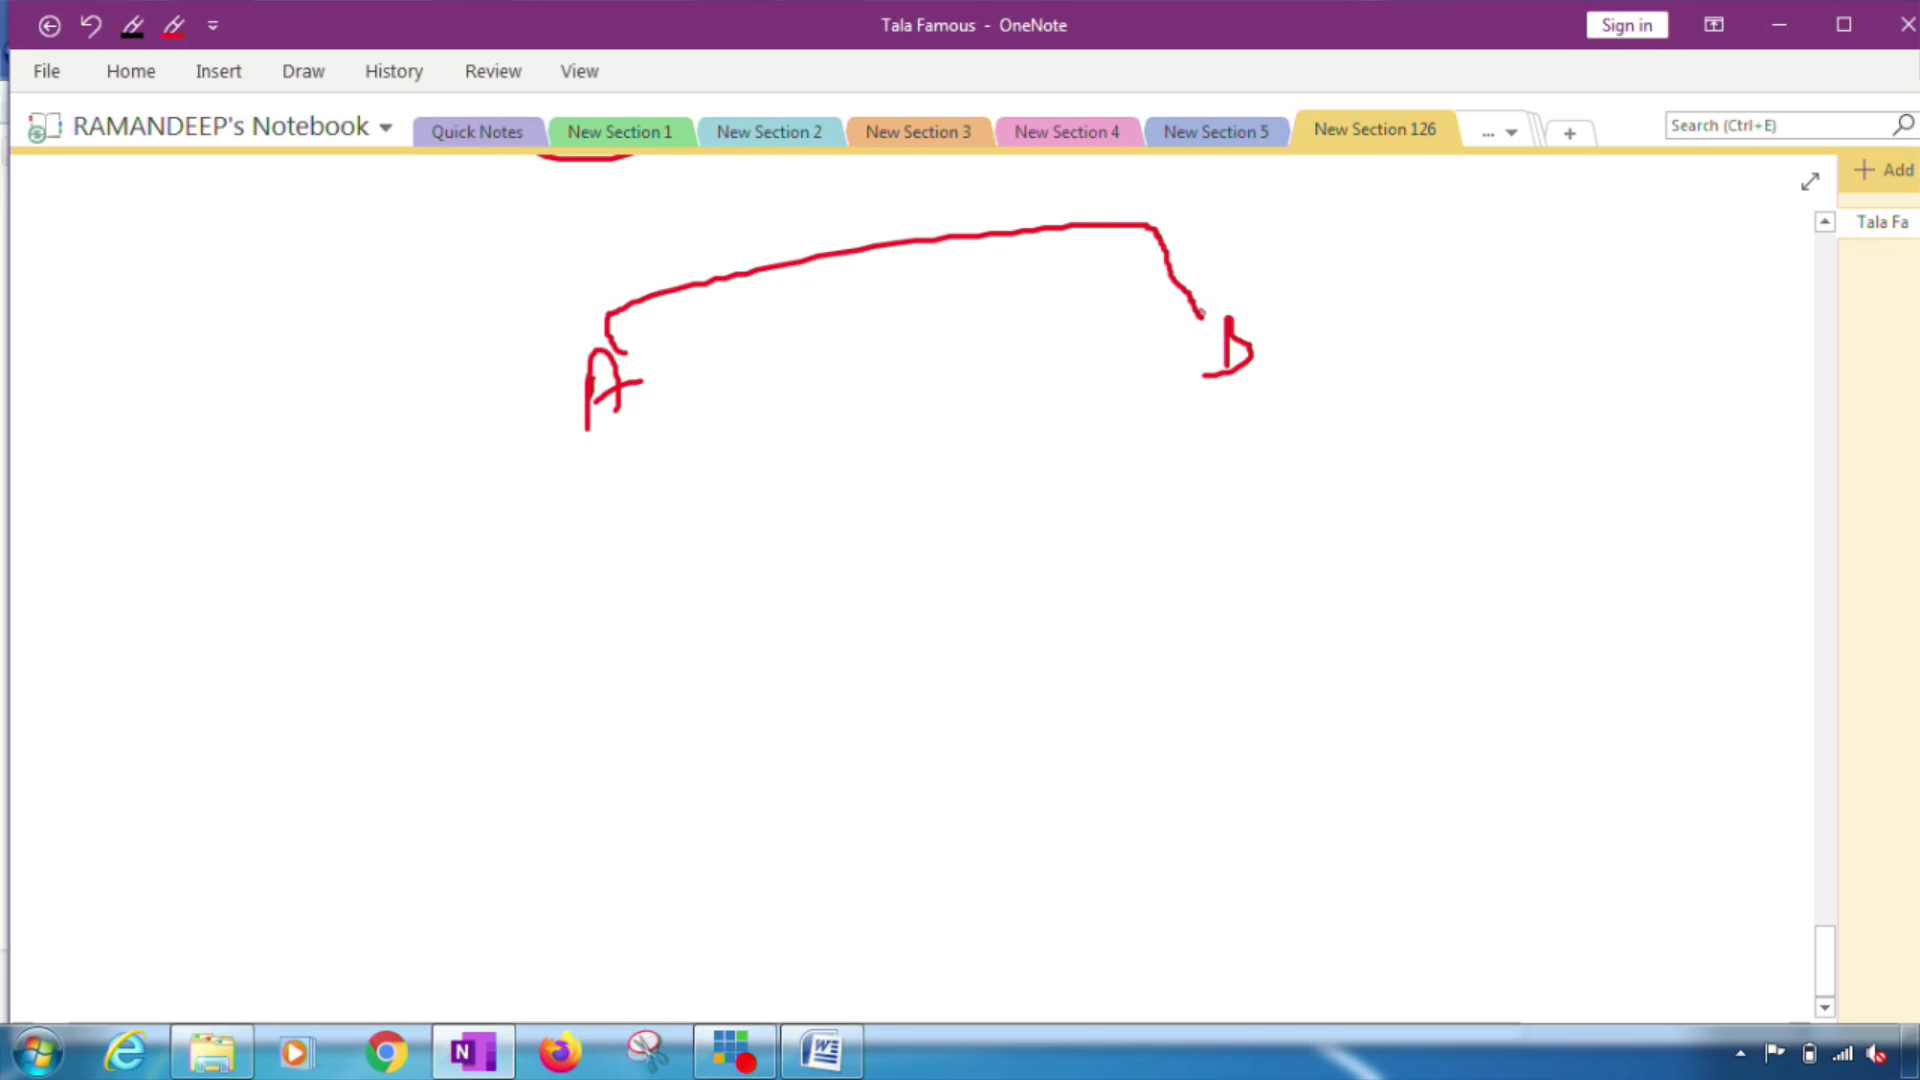 Tala Famous - OneNote
Sign in
File Home Insert Draw History Review View
RAMANDEEP's Notebook
Quick Notes New Section 1 New Section 2 New Section 3 New Section 4 New Section 5 New Section 126 ... +
Search (Ctrl+E)
+ Add
Tala Fa
A
D
N
W